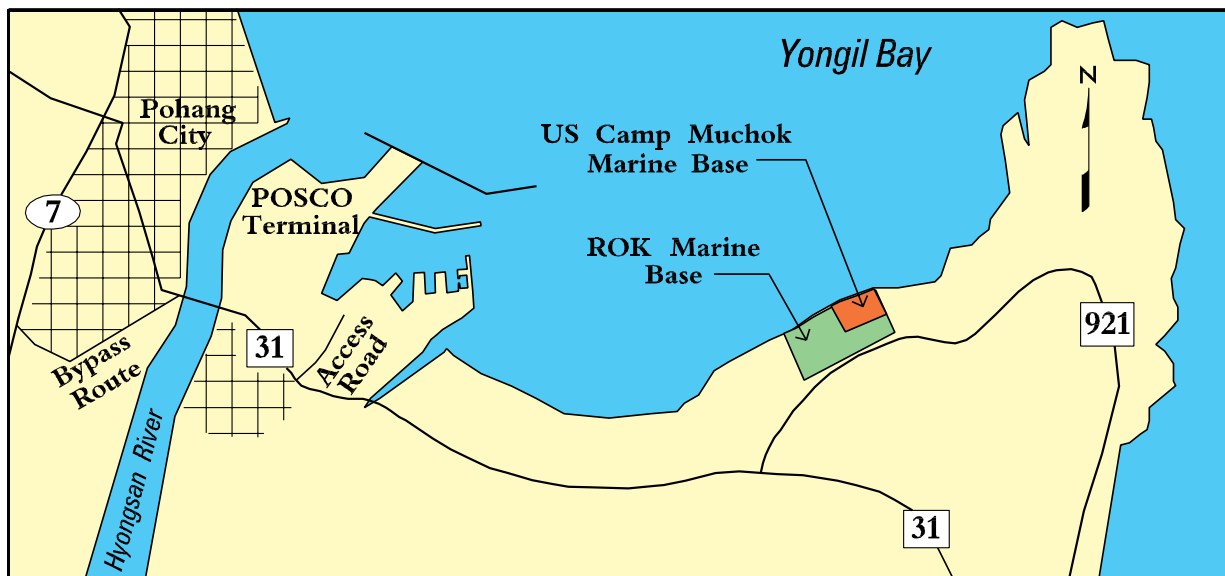 Yongil Bay
N
Pohang
City
US Camp Muchok
Marine Base
POSCO
Terminal
7
ROK Marine
Base
921
31
Access
Road
Bypass
Route
Hyongsan River
31